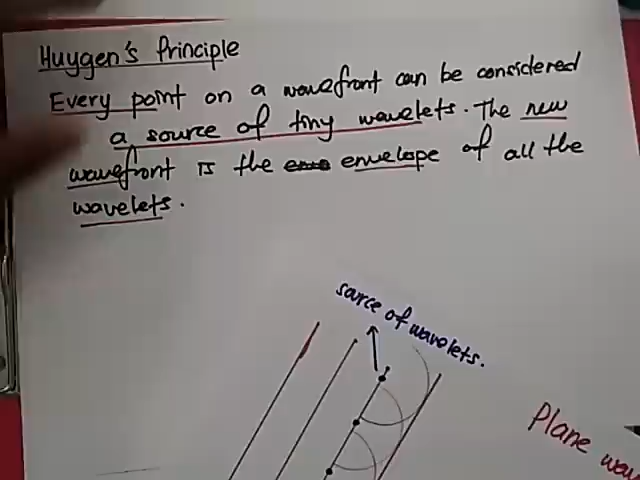 Huygen's Principle
Every point on a wavefront can be considered
a source of tiny wavelets. The new
wavefront is the envelope of all the
wavelets.
source of wavelets.
Plane wav